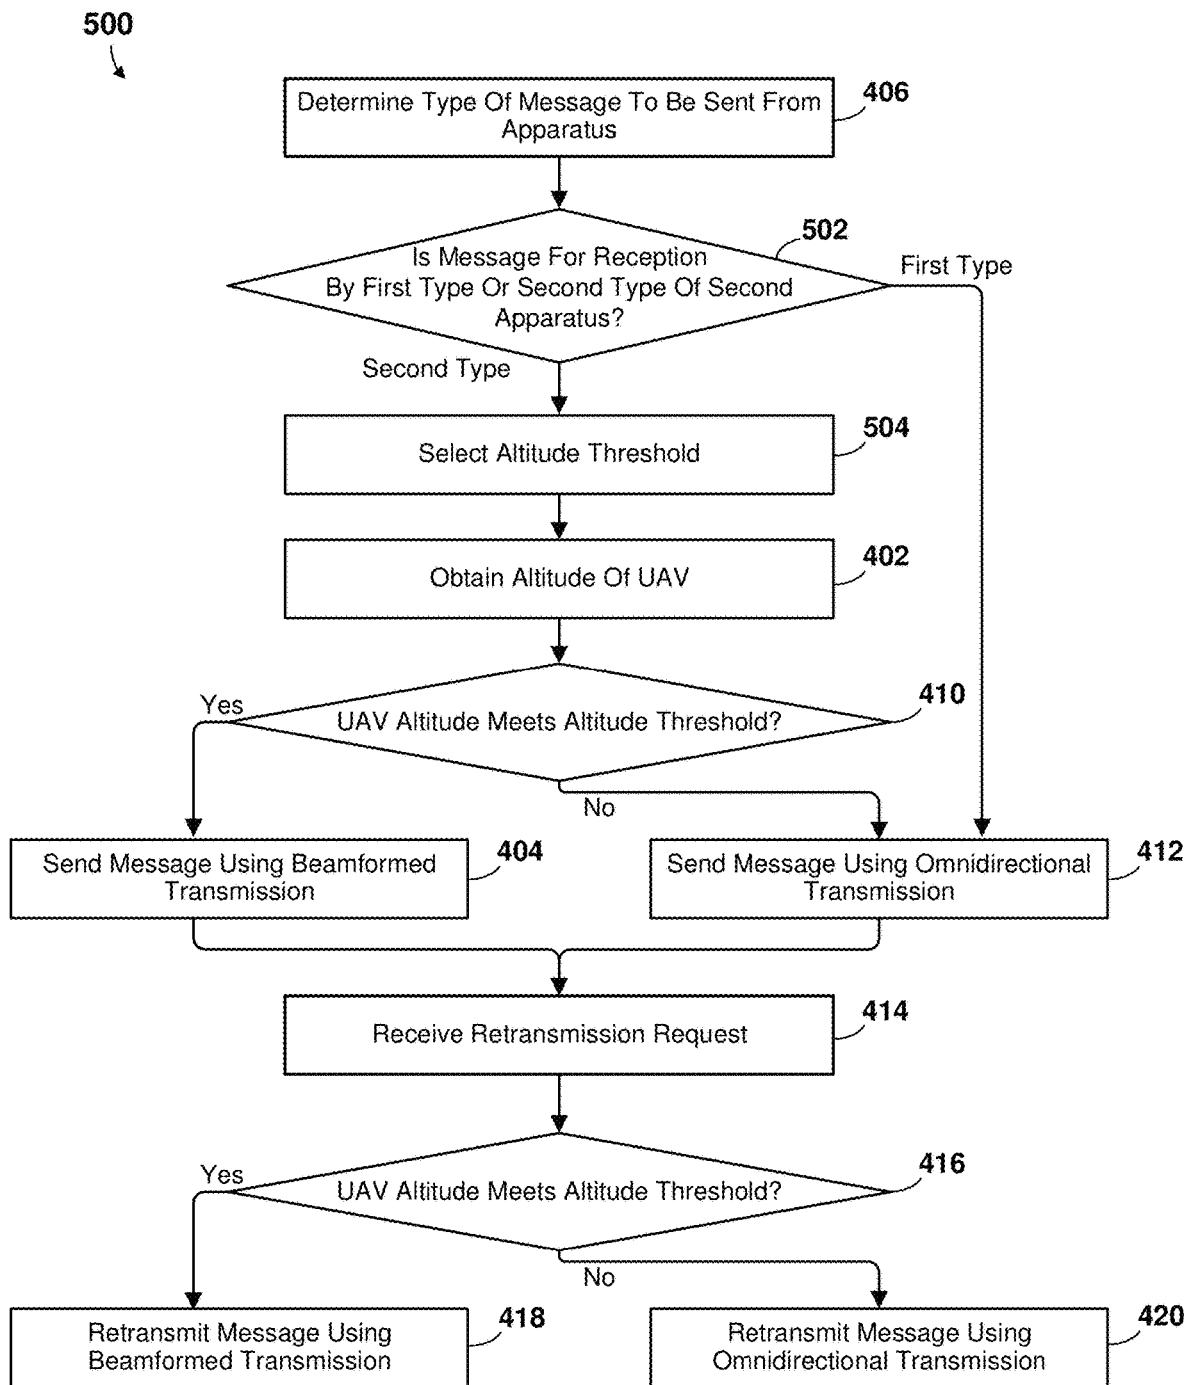 500
Determine Type Of Message To Be Sent From
Apparatus
406
502
Is Message For Reception
By First Type Or Second Type Of Second
Apparatus?
First Type
Second Type
Select Altitude Threshold
504
Obtain Altitude Of UAV
402
UAV Altitude Meets Altitude Threshold?
410
Yes
No
Send Message Using Beamformed
Transmission
404
Send Message Using Omnidirectional
Transmission
412
Receive Retransmission Request
414
UAV Altitude Meets Altitude Threshold?
416
Yes
No
Retransmit Message Using
Beamformed Transmission
418
Retransmit Message Using
Omnidirectional Transmission
420